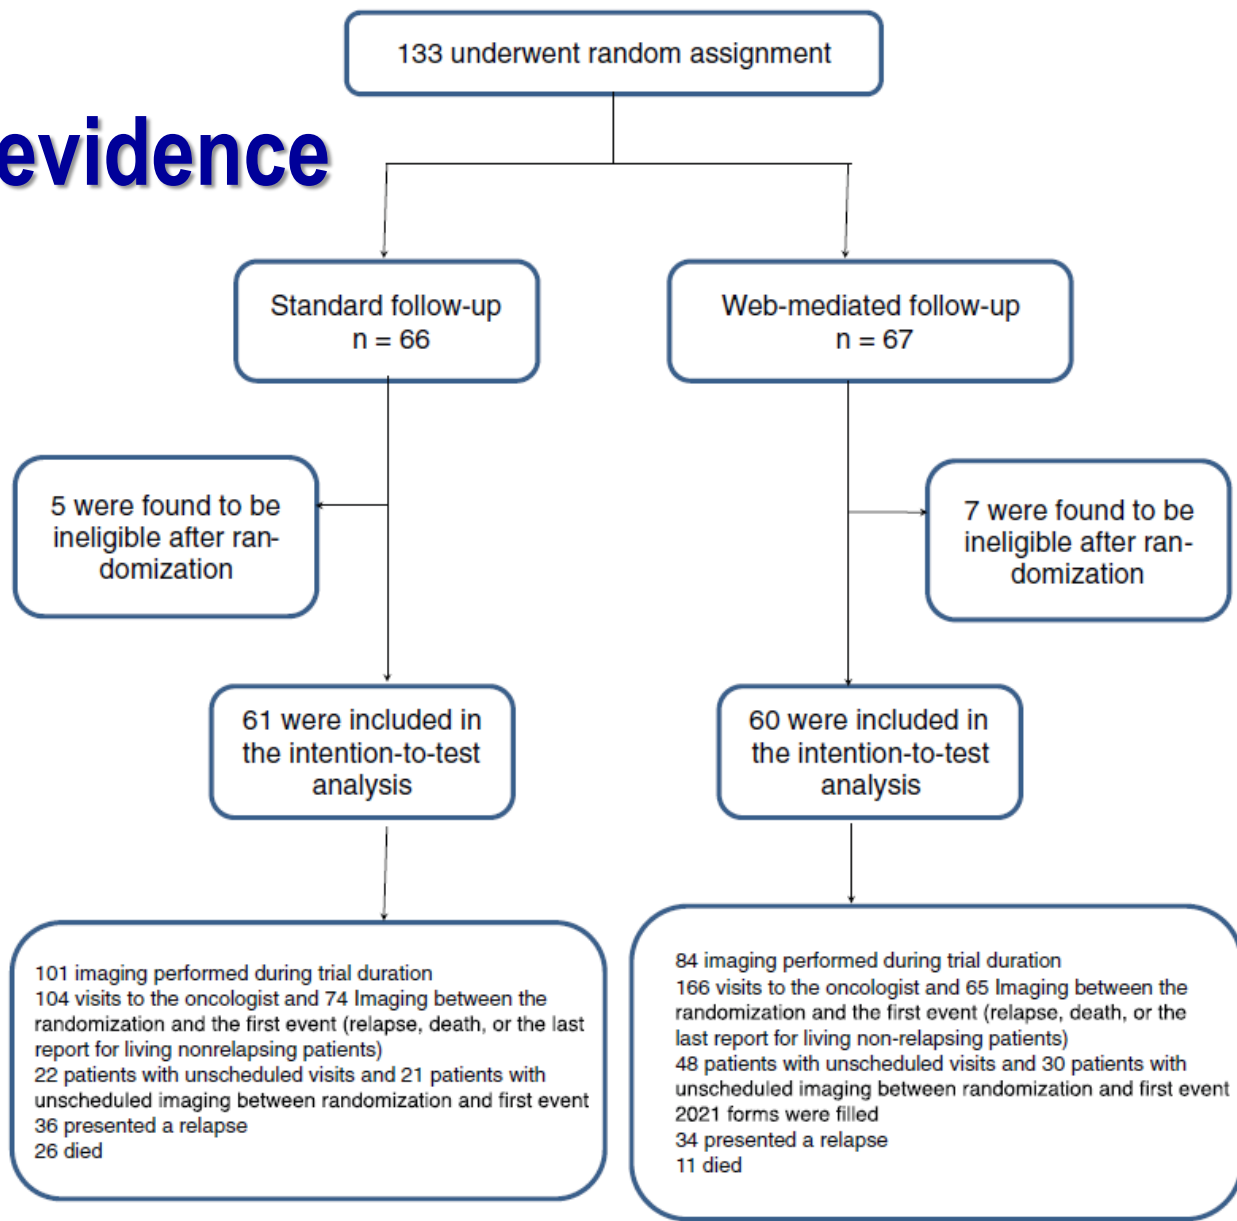 133 underwent random assignment
evidence
Standard follow-up
n = 66
Web-mediated follow-up
n = 67
5 were found to be
ineligible after ran-
domization
7 were found to be
ineligible after ran-
domization
61 were included in
the intention-to-test
analysis
60 were included in
the intention-to-test
analysis
101 imaging performed during trial duration
104 visits to the oncologist and 74 Imaging between the
randomization and the first event (relapse, death, or the last
report for living nonrelapsing patients)
22 patients with unscheduled visits and 21 patients with
unscheduled imaging between randomization and first event
36 presented a relapse
26 died
84 imaging performed during trial duration
166 visits to the oncologist and 65 Imaging between the
randomization and the first event (relapse, death, or the
last report for living non-relapsing patients)
48 patients with unscheduled visits and 30 patients with
unscheduled imaging between randomization and first event
2021 forms were filled
34 presented a relapse
11 died